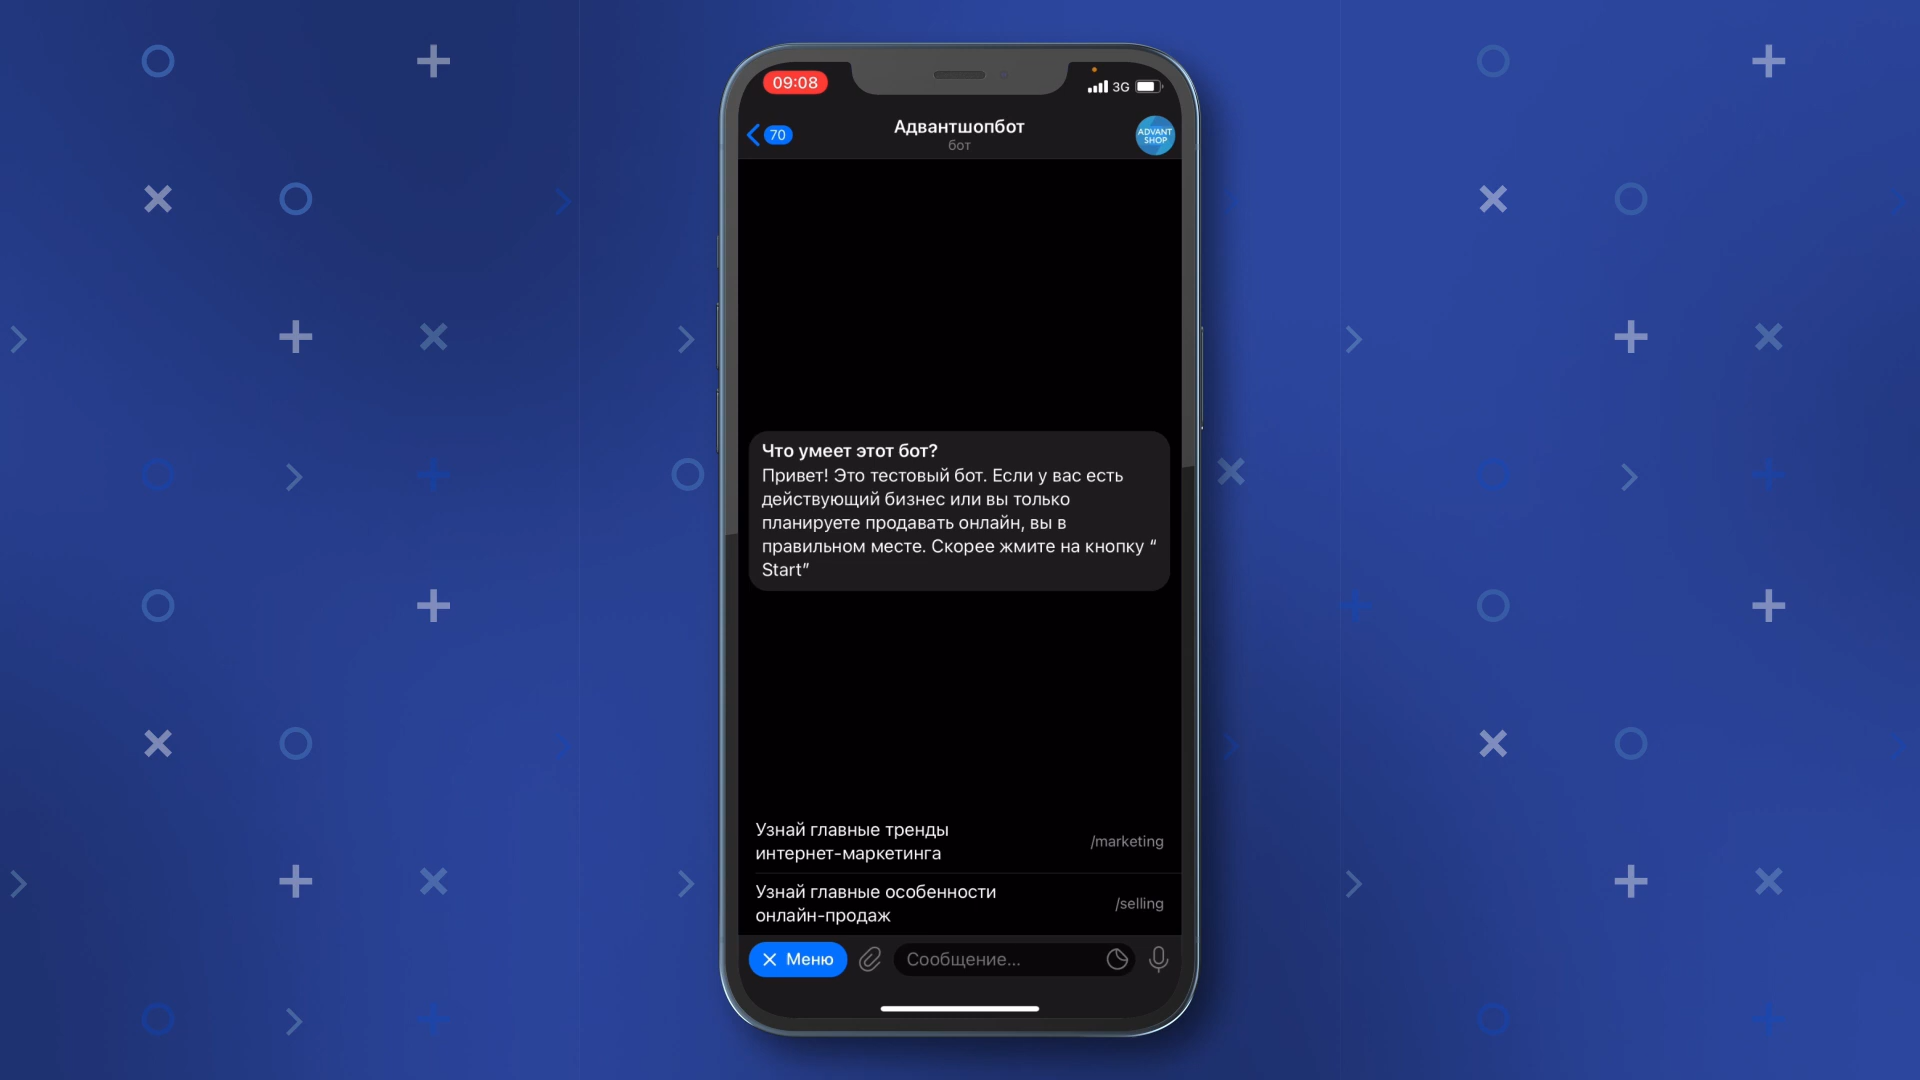 09:08
3G
70
Адвантшопбот
бот
ADVANT
SHOP
Что умеет этот бот?
Привет! Это тестовый бот. Если у вас есть
действующий бизнес или вы только
планируете продавать онлайн, вы в
правильном месте. Скорее жмите на кнопку “
Start”
Узнай главные тренды
интернет-маркетинга
/marketing
Узнай главные особенности
онлайн-продаж
/selling
Меню
Сообщение...